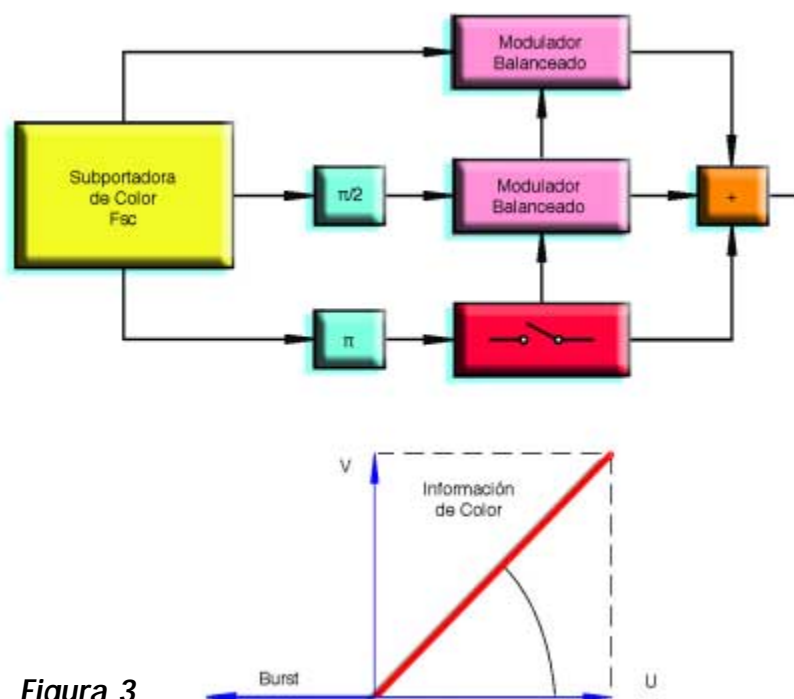 Modulador
Balanceado
Subportadora
de Color
Fsc
π/2
Modulador
Balanceado
+
π
V
Información
de Color
Burst
U
Figura 3